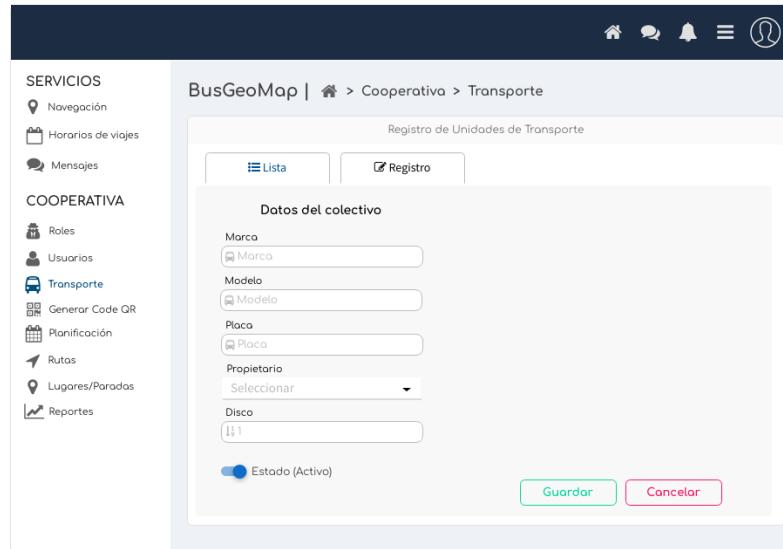 SERVICIOS
Navegación
Horarios de viajes
Mensajes
COOPERATIVA
Roles
Usuarios
Transporte
Generar Code QR
Planificación
Rutas
Lugares/Paradas
Reportes
BusGeoMap | > Cooperativa > Transporte
Registro de Unidades de Transporte
Lista Registro
Datos del colectivo
Marca
Marca
Modelo
Modelo
Placa
Placa
Propietario
Seleccionar
Disco
1
Estado (Activo)
Guardar Cancelar